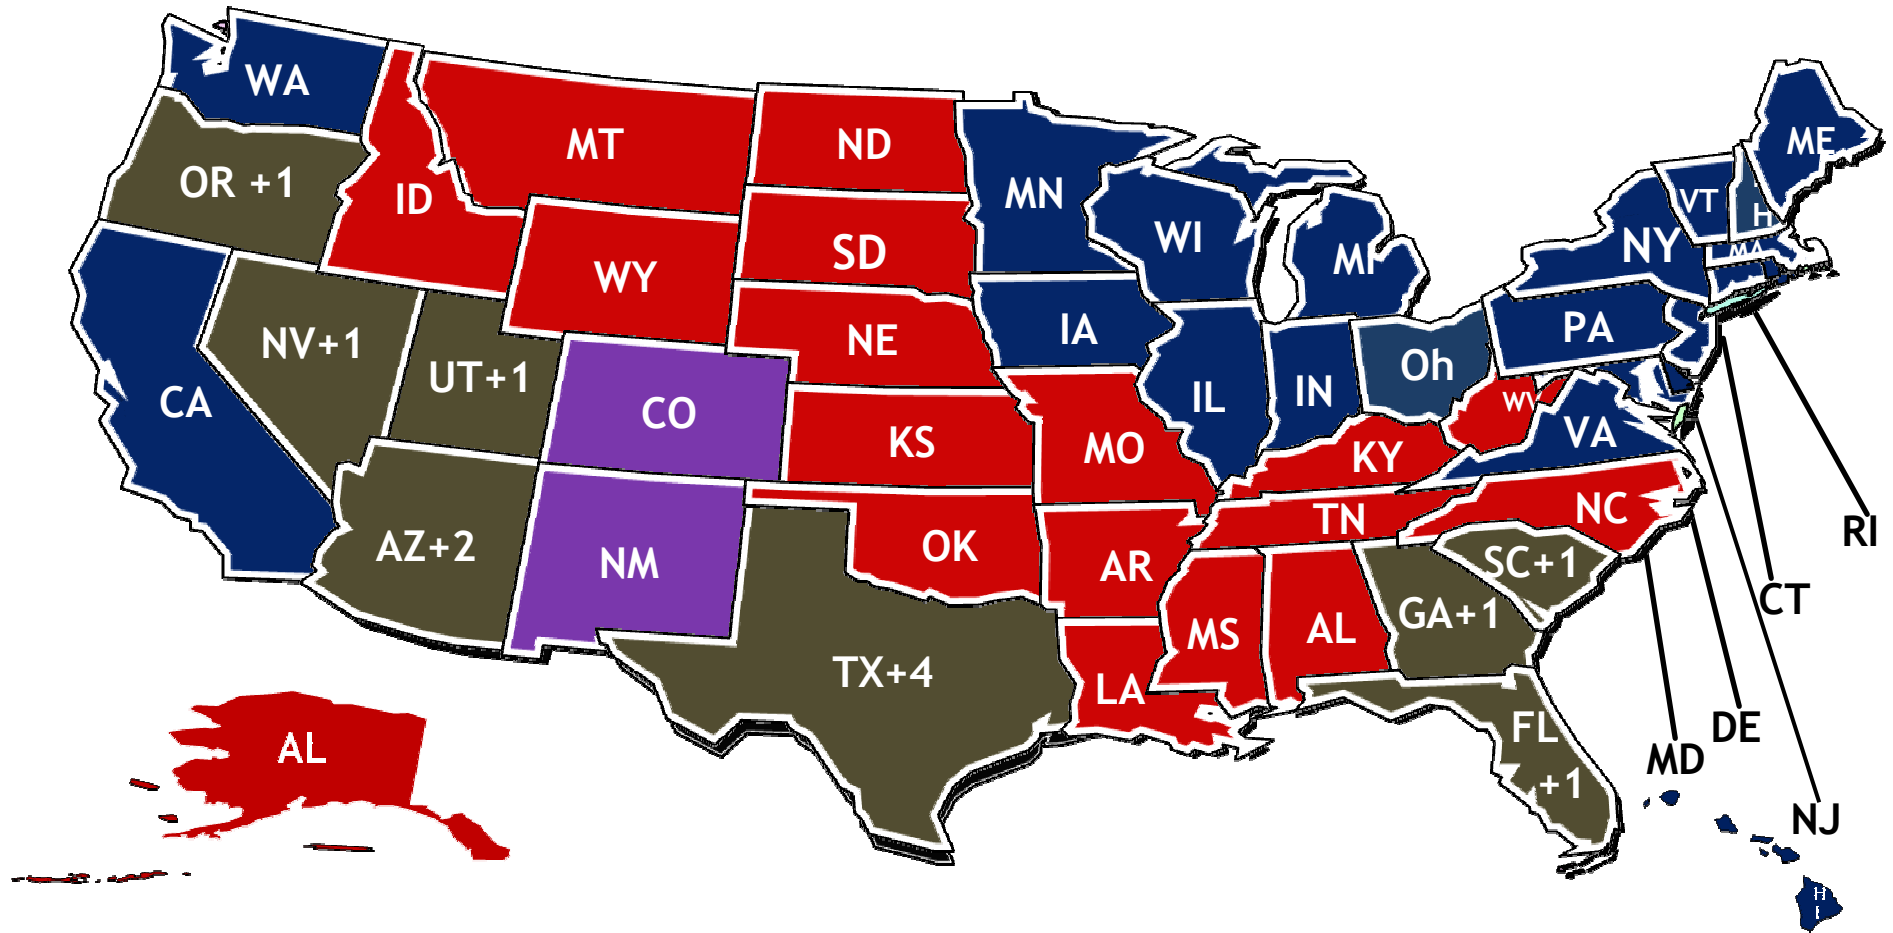 WA
OR +1
CA
NV+1
ID
MT
WY
UT+1
AZ+2
CO
NM
ND
SD
NE
KS
OK
TX+4
MN
IA
MO
AR
LA
WI
IL
MI
IN
Oh
KY
TN
MS
AL
GA+1
FL
+1
SC+1
NC
VA
WV
PA
NY
VT
H
ME
MA
RI
CT
DE
MD
NJ
AL
H
I